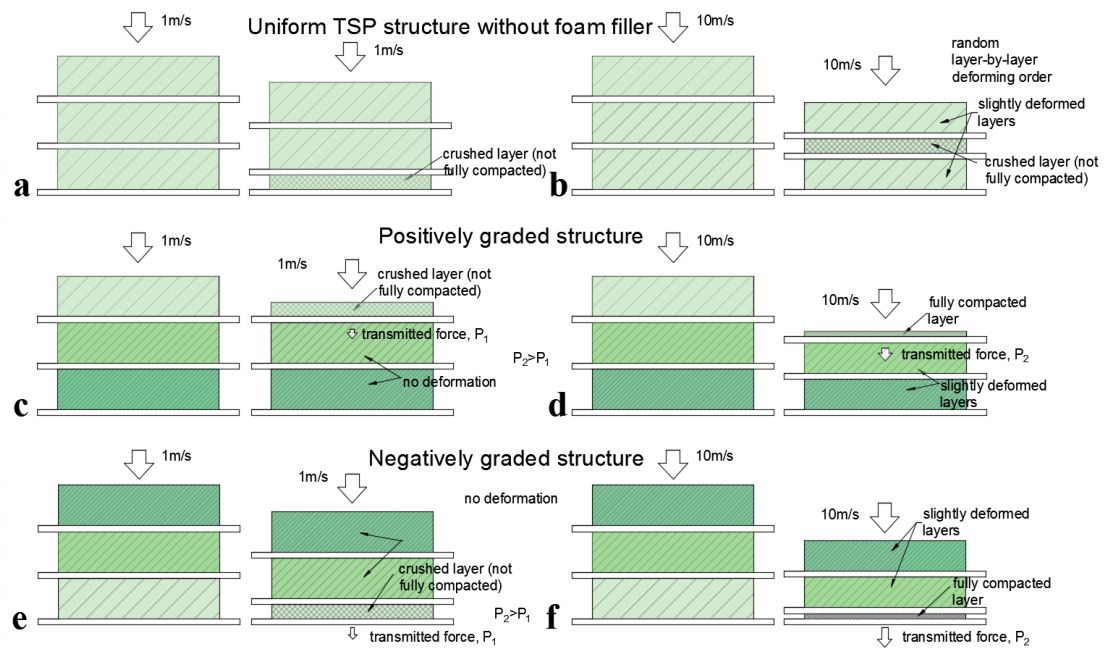 Uniform TSP structure without foam filler
1m/s
1m/s
crushed layer (not
fully compacted)
a
10m/s
10m/s
random
layer-by-layer
deforming order
slightly deformed
layers
crushed layer (not
fully compacted)
b
Positively graded structure
1m/s
1m/s
crushed layer (not
fully compacted)
transmitted force, P₁
no deformation
c
P₂>P₁
10m/s
10m/s
fully compacted
layer
transmitted force, P₂
slightly deformed
layers
d
Negatively graded structure
1m/s
1m/s
no deformation
crushed layer (not
fully compacted)
transmitted force, P₁
e
P₂>P₁
10m/s
10m/s
slightly deformed
layers
fully compacted
layer
transmitted force, P₂
f